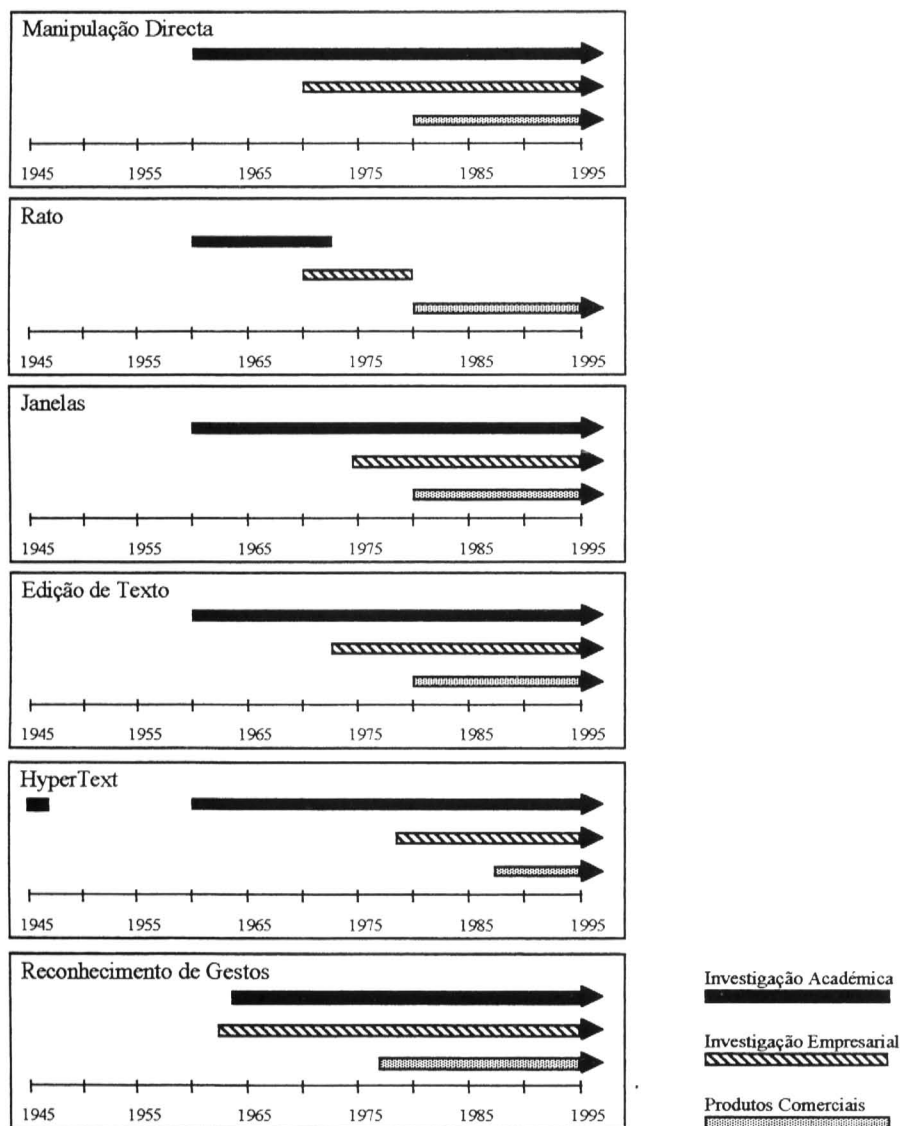 Manipulação Directa
1945 1955 1965 1975 1985 1995
Rato
1945 1955 1965 1975 1985 1995
Janelas
1945 1955 1965 1975 1985 1995
Edição de Texto
1945 1955 1965 1975 1985 1995
HyperText
1945 1955 1965 1975 1985 1995
Reconhecimento de Gestos
1945 1955 1965 1975 1985 1995
Investigação Académica
Investigação Empresarial
Produtos Comerciais